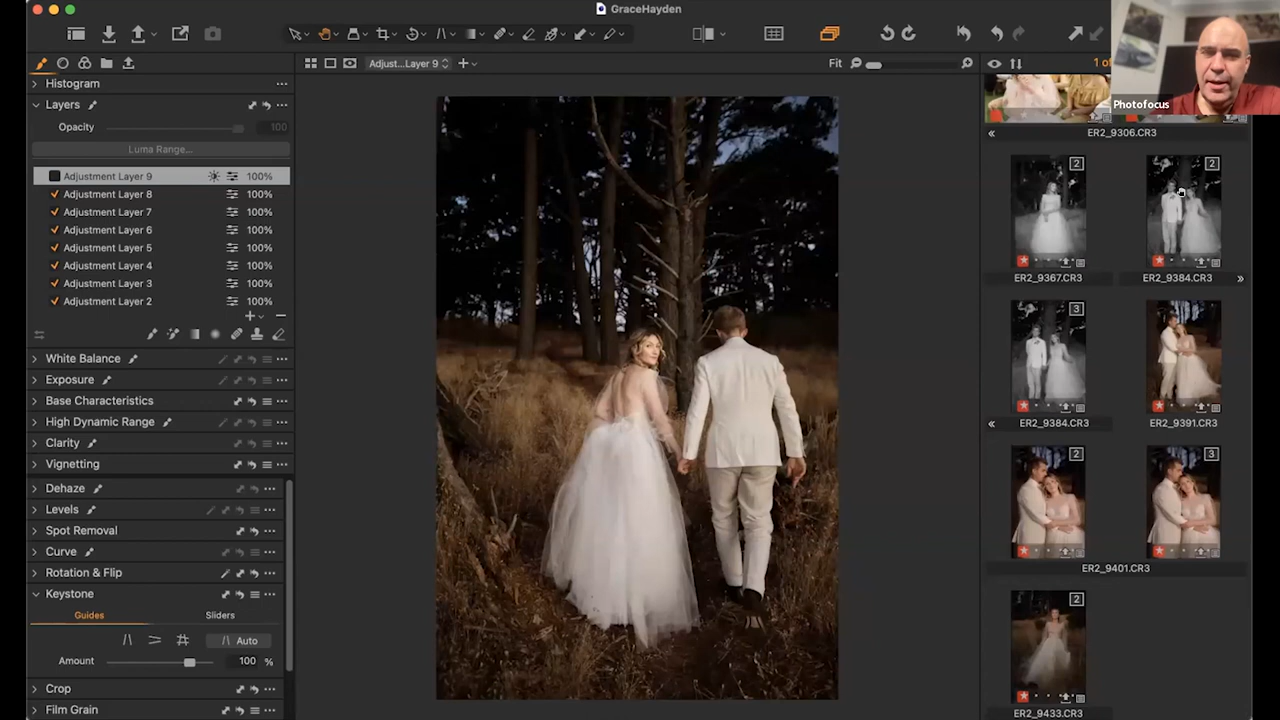 GraceHayden
Adjust...Layer 9
Fit
1 of
Photofocus
Histogram
Layers
Opacity 100
Luma Range...
Adjustment Layer 9 100%
Adjustment Layer 8 100%
Adjustment Layer 7 100%
Adjustment Layer 6 100%
Adjustment Layer 5 100%
Adjustment Layer 4 100%
Adjustment Layer 3 100%
Adjustment Layer 2 100%
White Balance
Exposure
Base Characteristics
High Dynamic Range
Clarity
Vignetting
Dehaze
Levels
Spot Removal
Curve
Rotation & Flip
Keystone
Guides Sliders
Auto
Amount 100 %
Crop
Film Grain
ER2_9306.CR3
2 2
ER2_9367.CR3 ER2_9384.CR3
3
ER2_9384.CR3 ER2_9391.CR3
2 3
ER2_9401.CR3
2
ER2_9433.CR3